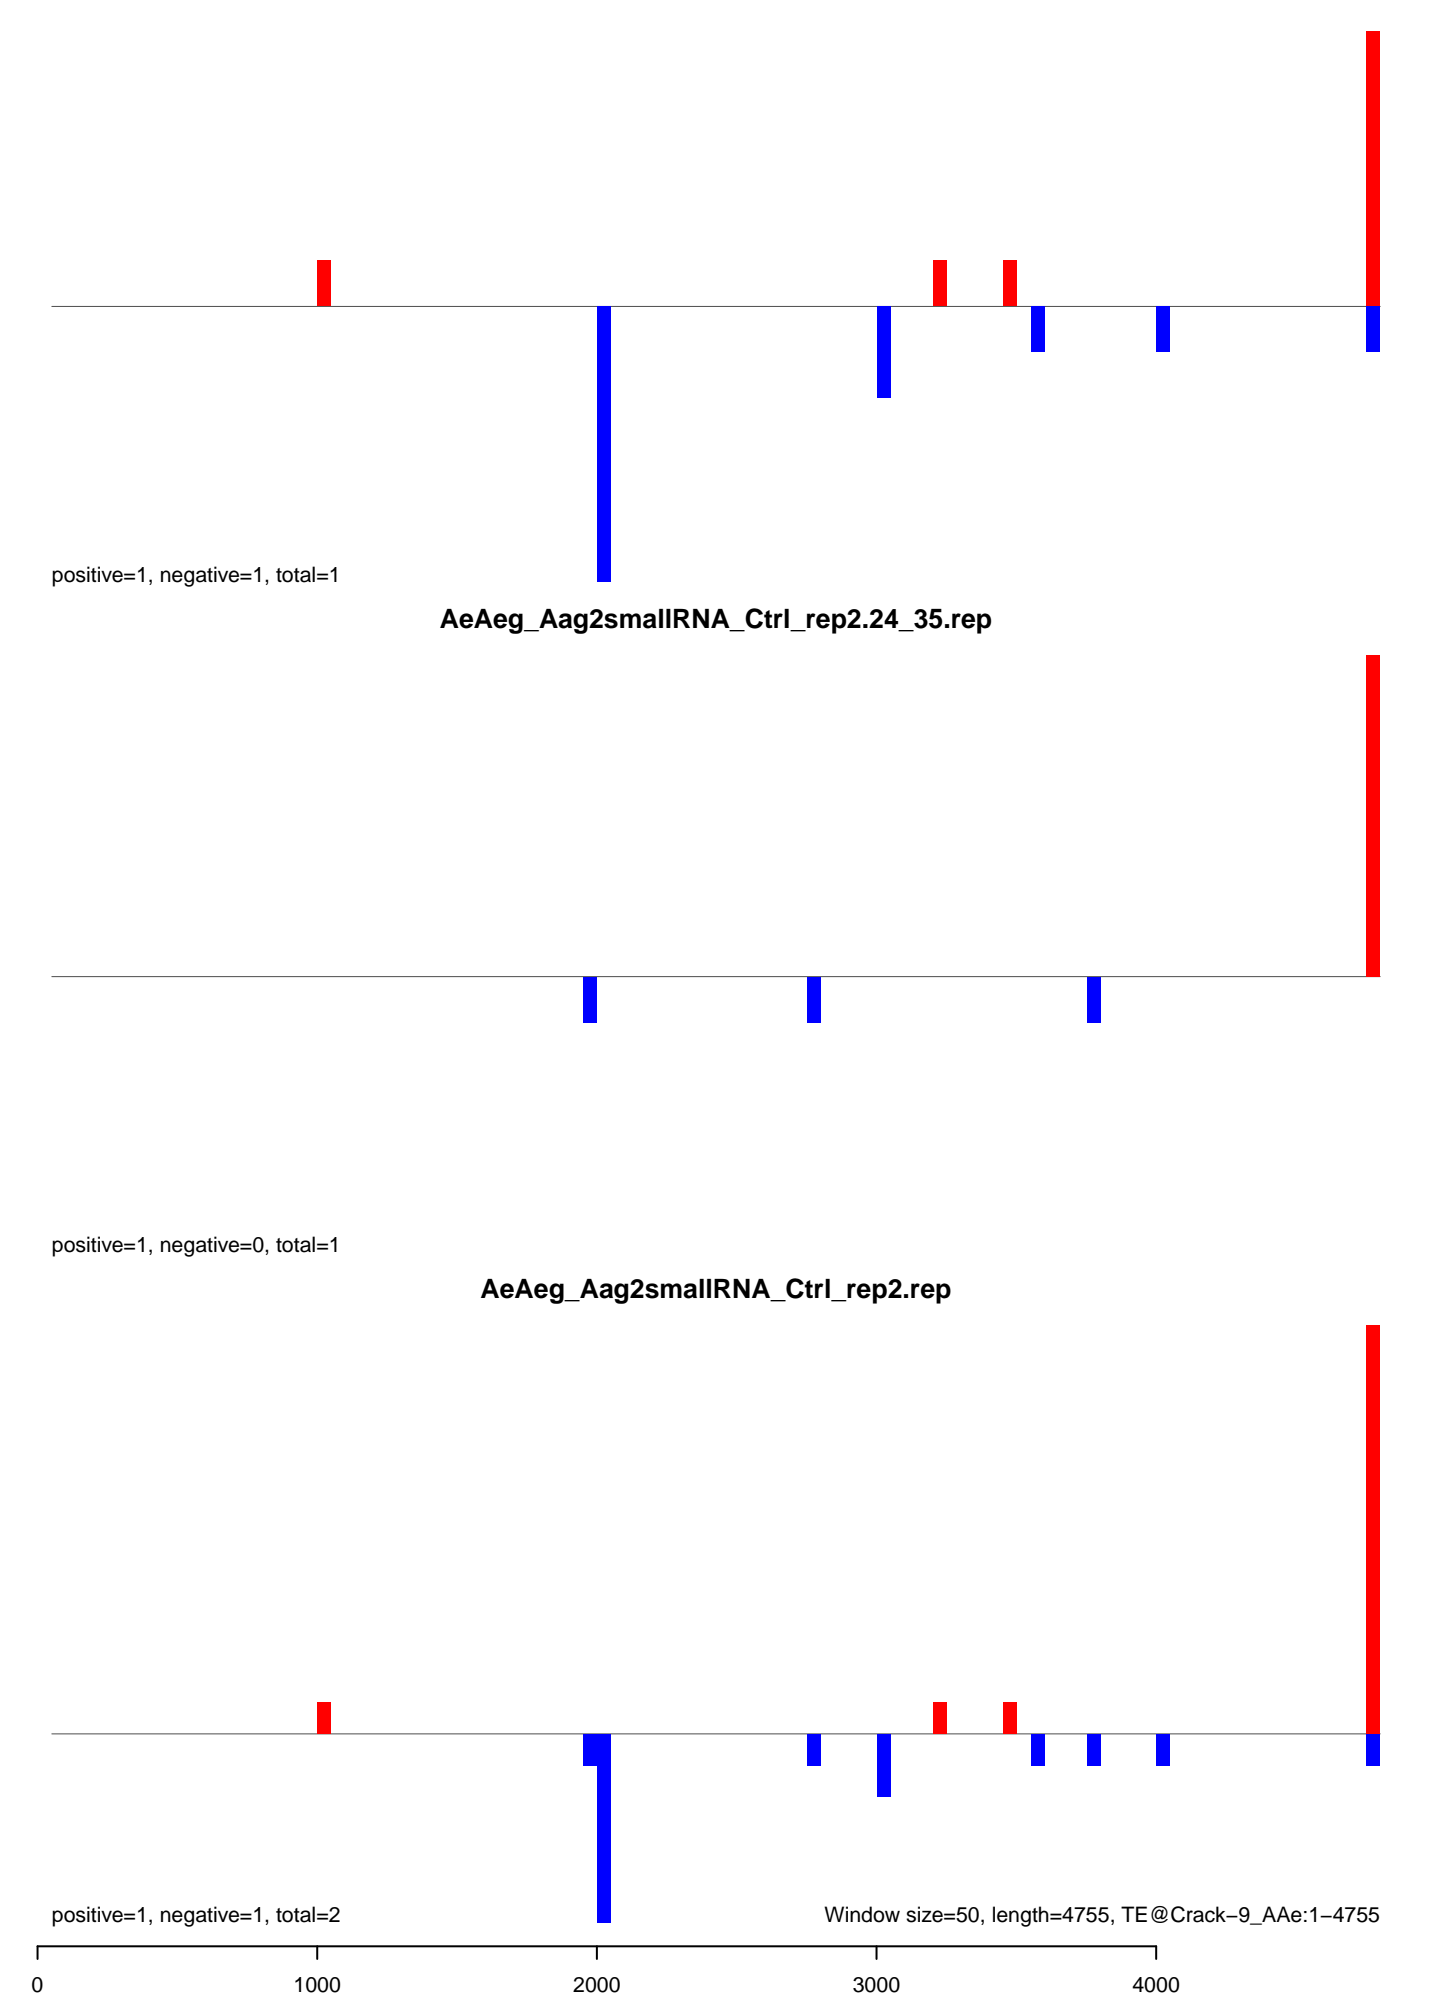 positive=1, negative=1, total=1
AeAeg_Aag2smallRNA_Ctrl_rep2.24_35.rep
positive=1, negative=0, total=1
AeAeg_Aag2smallRNA_Ctrl_rep2.rep
positive=1, negative=1, total=2
Window size=50, length=4755, TE@Crack−9_AAe:1−4755
0 1000 2000 3000 4000